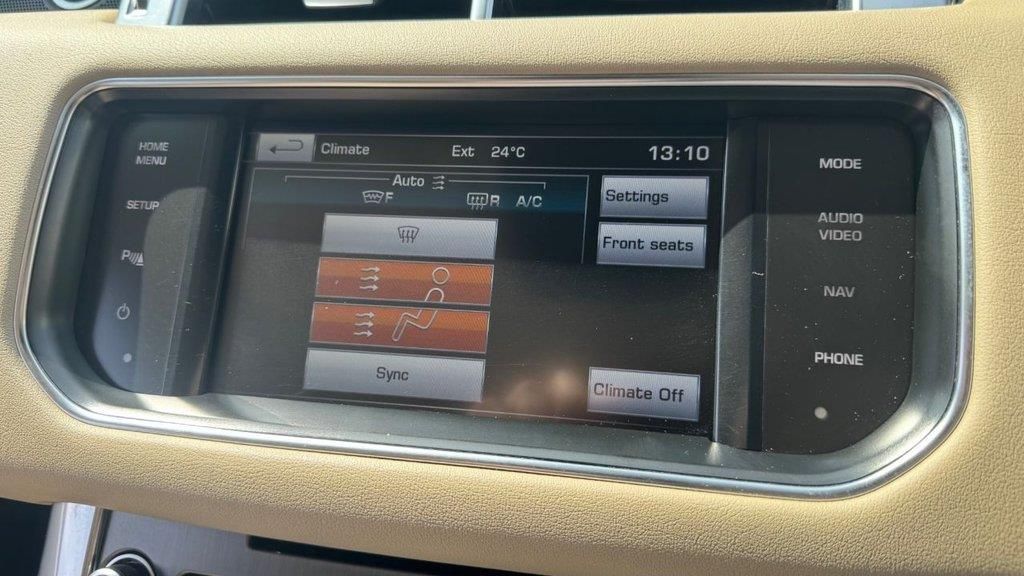 HOME
MENU
SETUP
P
Climate
Ext 24°C
13:10
Auto
F
R A/C
Settings
Front seats
Sync
Climate Off
MODE
AUDIO
VIDEO
NAV
PHONE